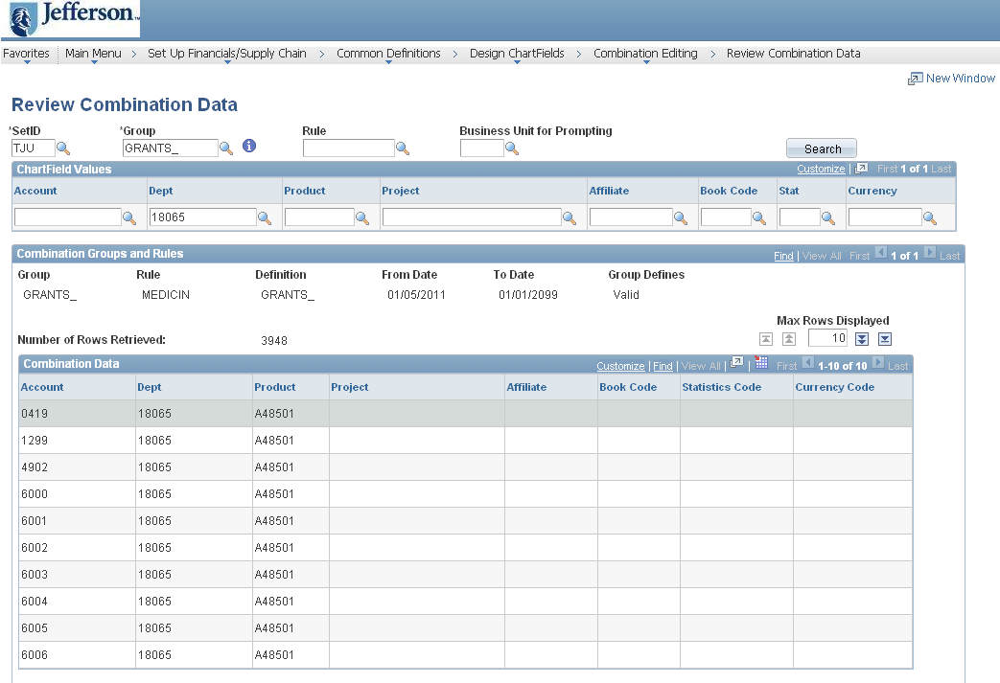 Jefferson™
Favorites Main Menu > Set Up Financials/Supply Chain > Common Definitions > Design ChartFields > Combination Editing > Review Combination Data
New Window
Review Combination Data
*SetID *Group Rule Business Unit for Prompting
TJU GRANTS_ Search
ChartField Values Customize | First 1 of 1 Last
Account Dept Product Project Affiliate Book Code Stat Currency
18065
Combination Groups and Rules Find | View All First 1 of 1 Last
Group Rule Definition From Date To Date Group Defines
GRANTS_ MEDICIN GRANTS_ 01/05/2011 01/01/2099 Valid
Max Rows Displayed
Number of Rows Retrieved: 3948 10
Combination Data Customize | Find | View All | | First 1-10 of 10 Last
Account Dept Product Project Affiliate Book Code Statistics Code Currency Code
0419 18065 A48501
1299 18065 A48501
4902 18065 A48501
6000 18065 A48501
6001 18065 A48501
6002 18065 A48501
6003 18065 A48501
6004 18065 A48501
6005 18065 A48501
6006 18065 A48501